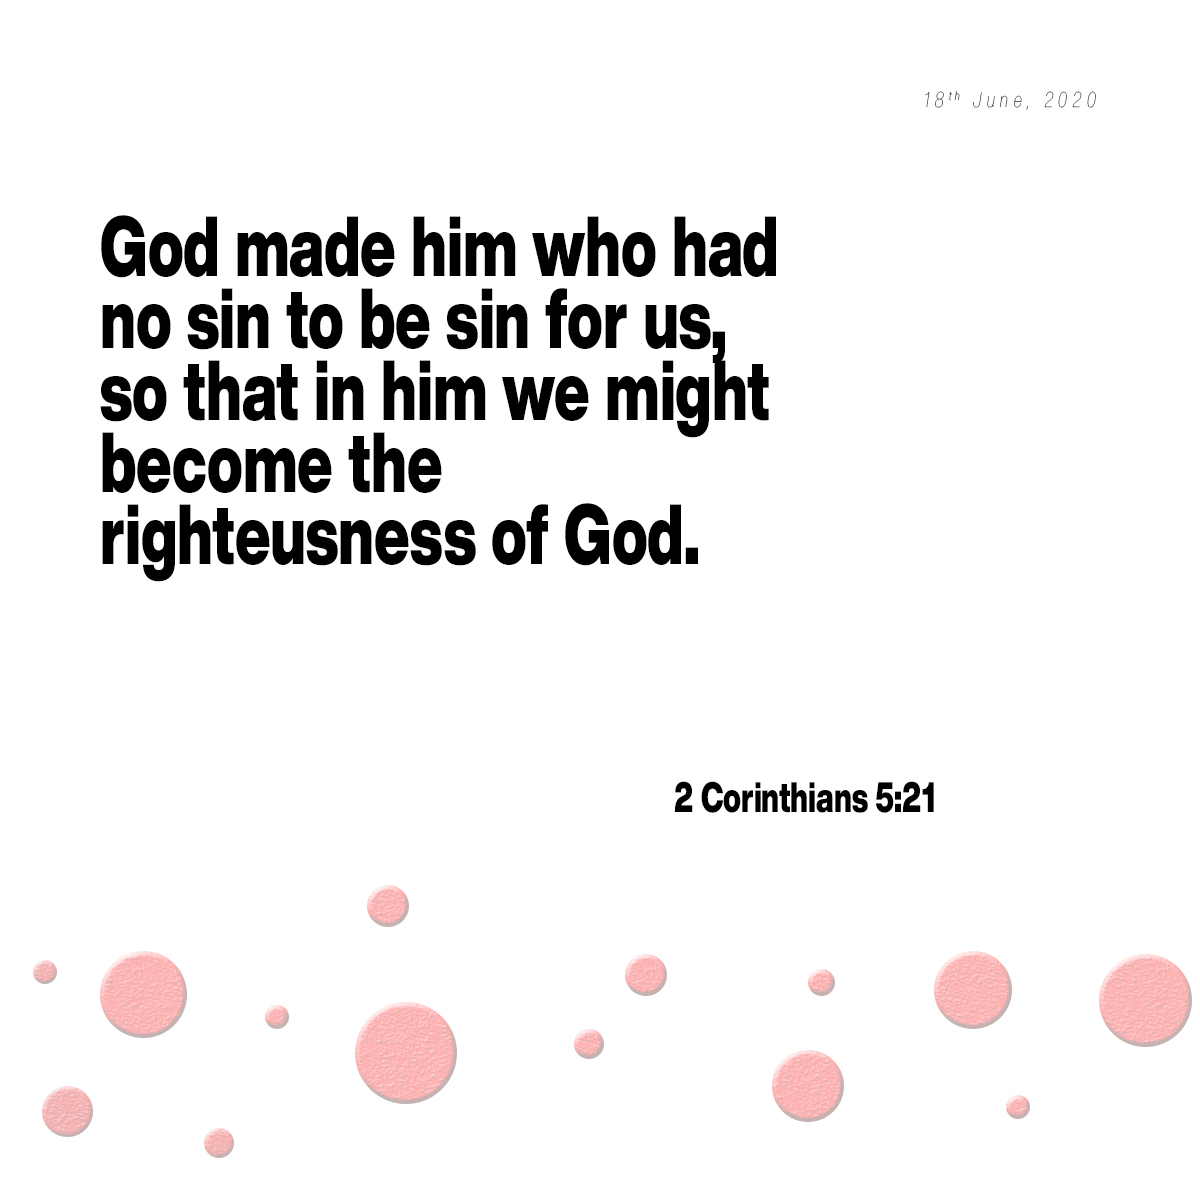 18th June, 2020
God made him who had
no sin to be sin for us,
so that in him we might
become the
righteusness of God.
2 Corinthians 5:21